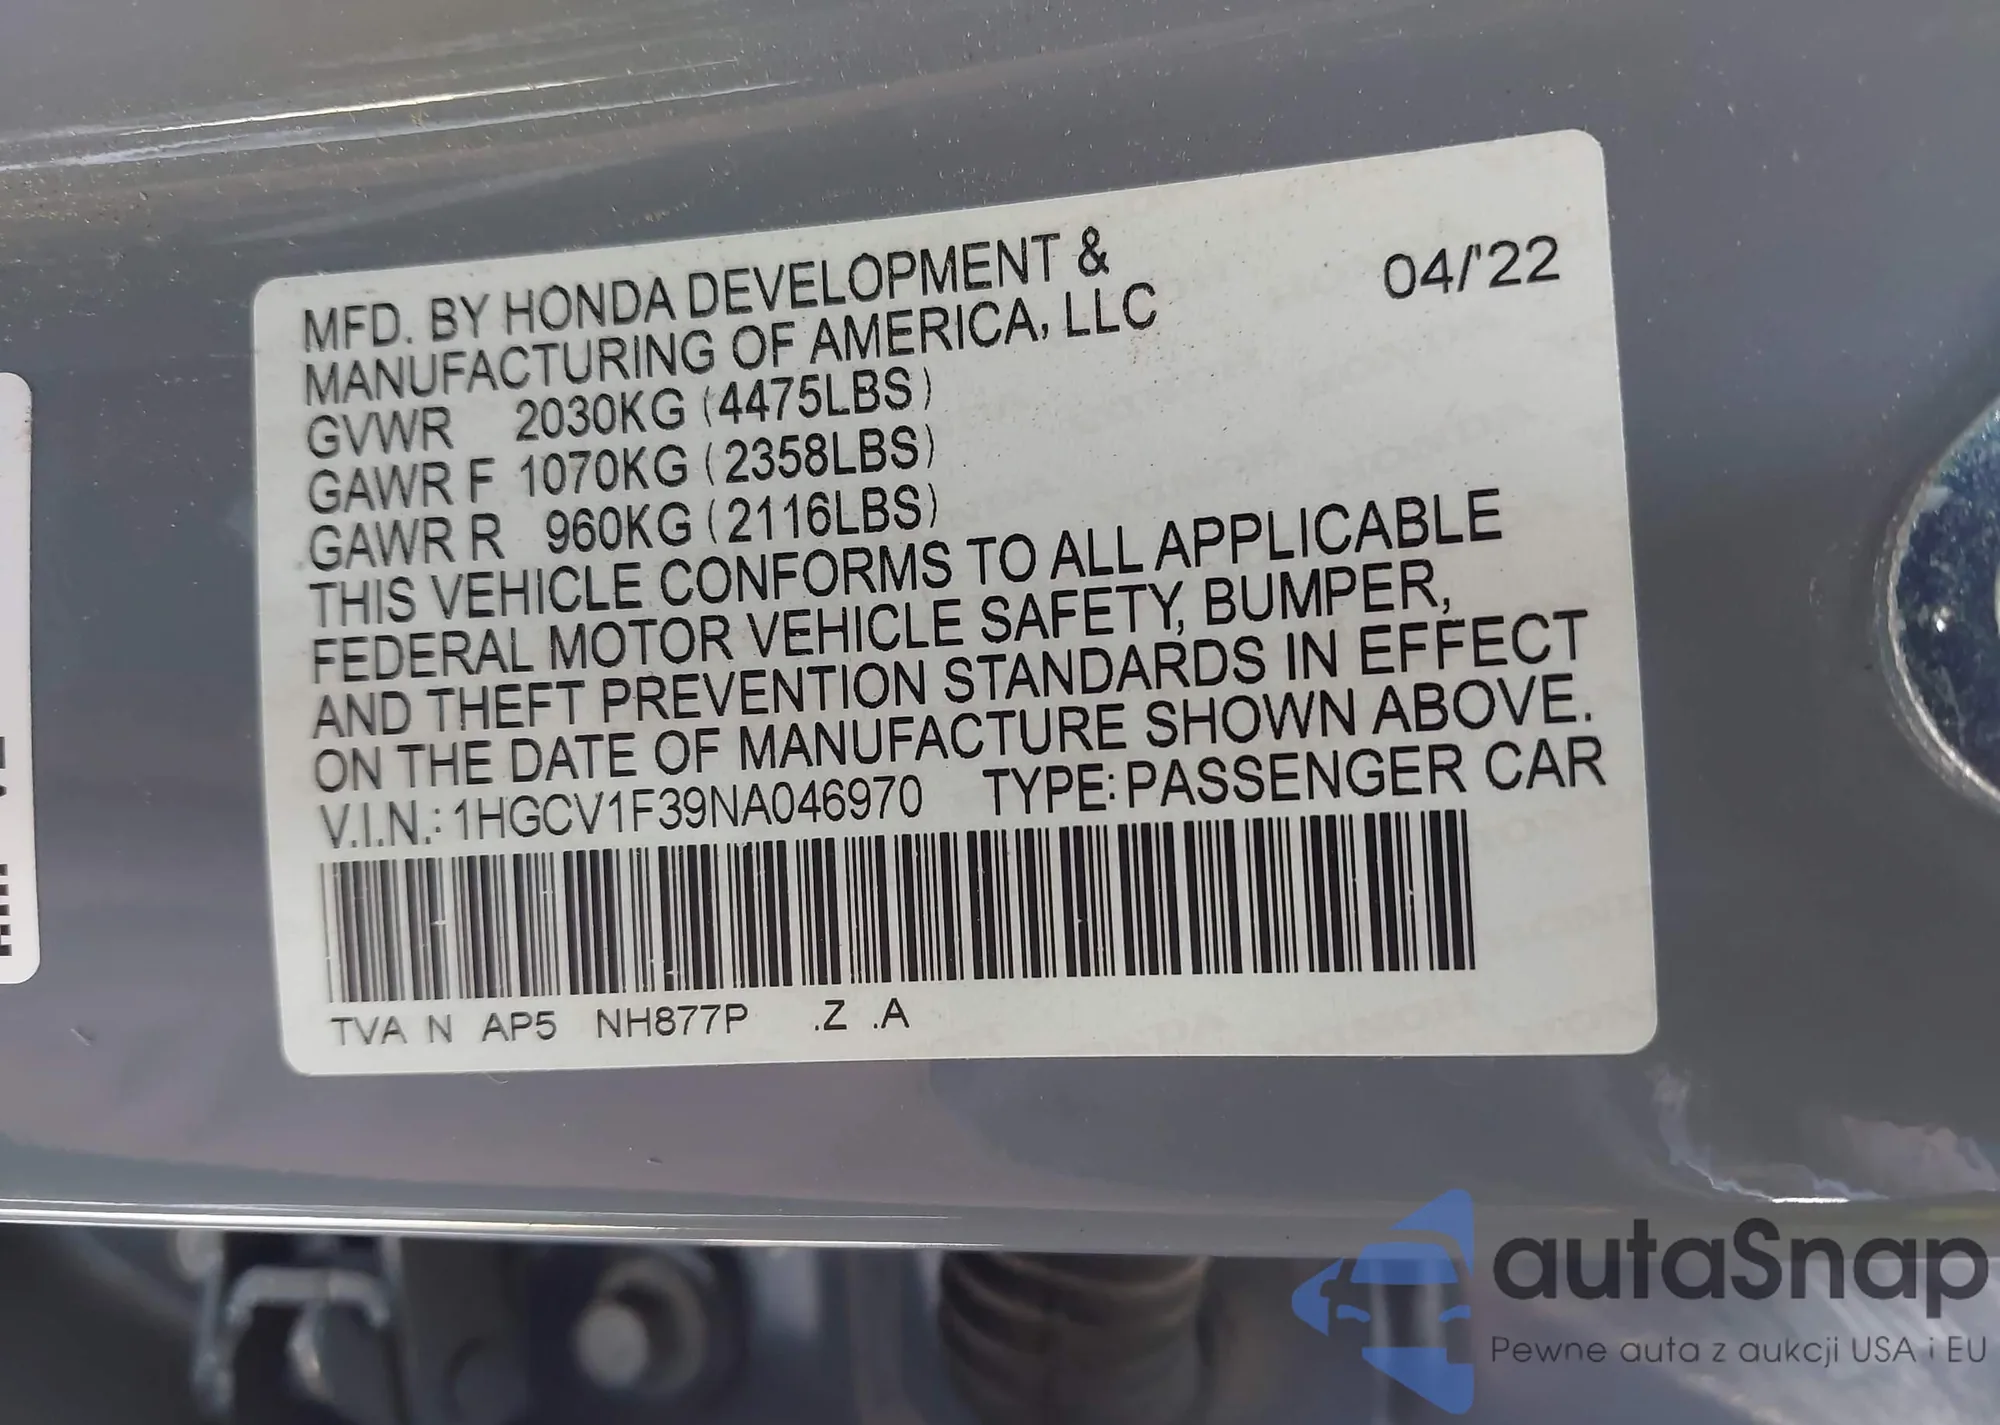 MFD. BY HONDA DEVELOPMENT & 04/'22
MANUFACTURING OF AMERICA, LLC
GVWR 2030KG (4475LBS)
GAWR F 1070KG (2358LBS)
GAWR R 960KG (2116LBS)
THIS VEHICLE CONFORMS TO ALL APPLICABLE
FEDERAL MOTOR VEHICLE SAFETY, BUMPER,
AND THEFT PREVENTION STANDARDS IN EFFECT
ON THE DATE OF MANUFACTURE SHOWN ABOVE.
V.I.N.: 1HGCV1F39NA046970 TYPE: PASSENGER CAR
TVA N AP5 NH877P .Z .A
autaSnap
Pewne auta z aukcji USA i EU